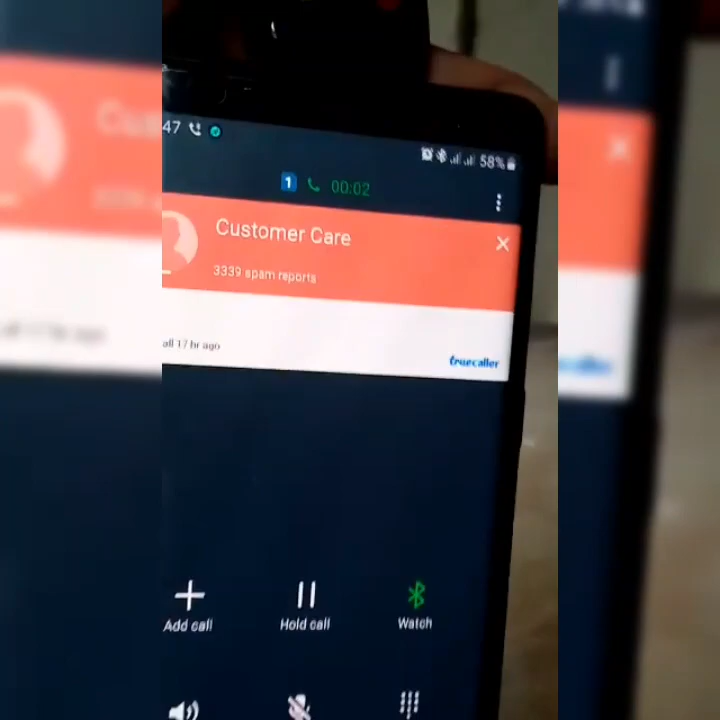 47
58%
1 00:02
Customer Care
3339 spam reports
all 17 hr ago
truecaller
Add call
Hold call
Watch